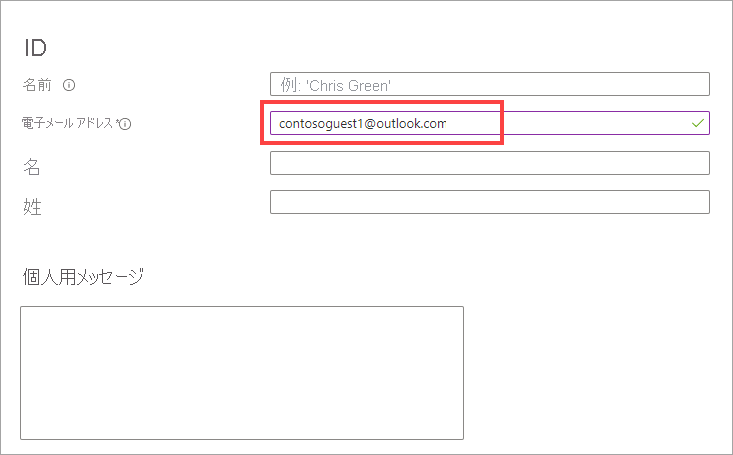 ID
名前
例: 'Chris Green'
電子メール アドレス *
contosoguest1@outlook.com
名
姓
個人用メッセージ